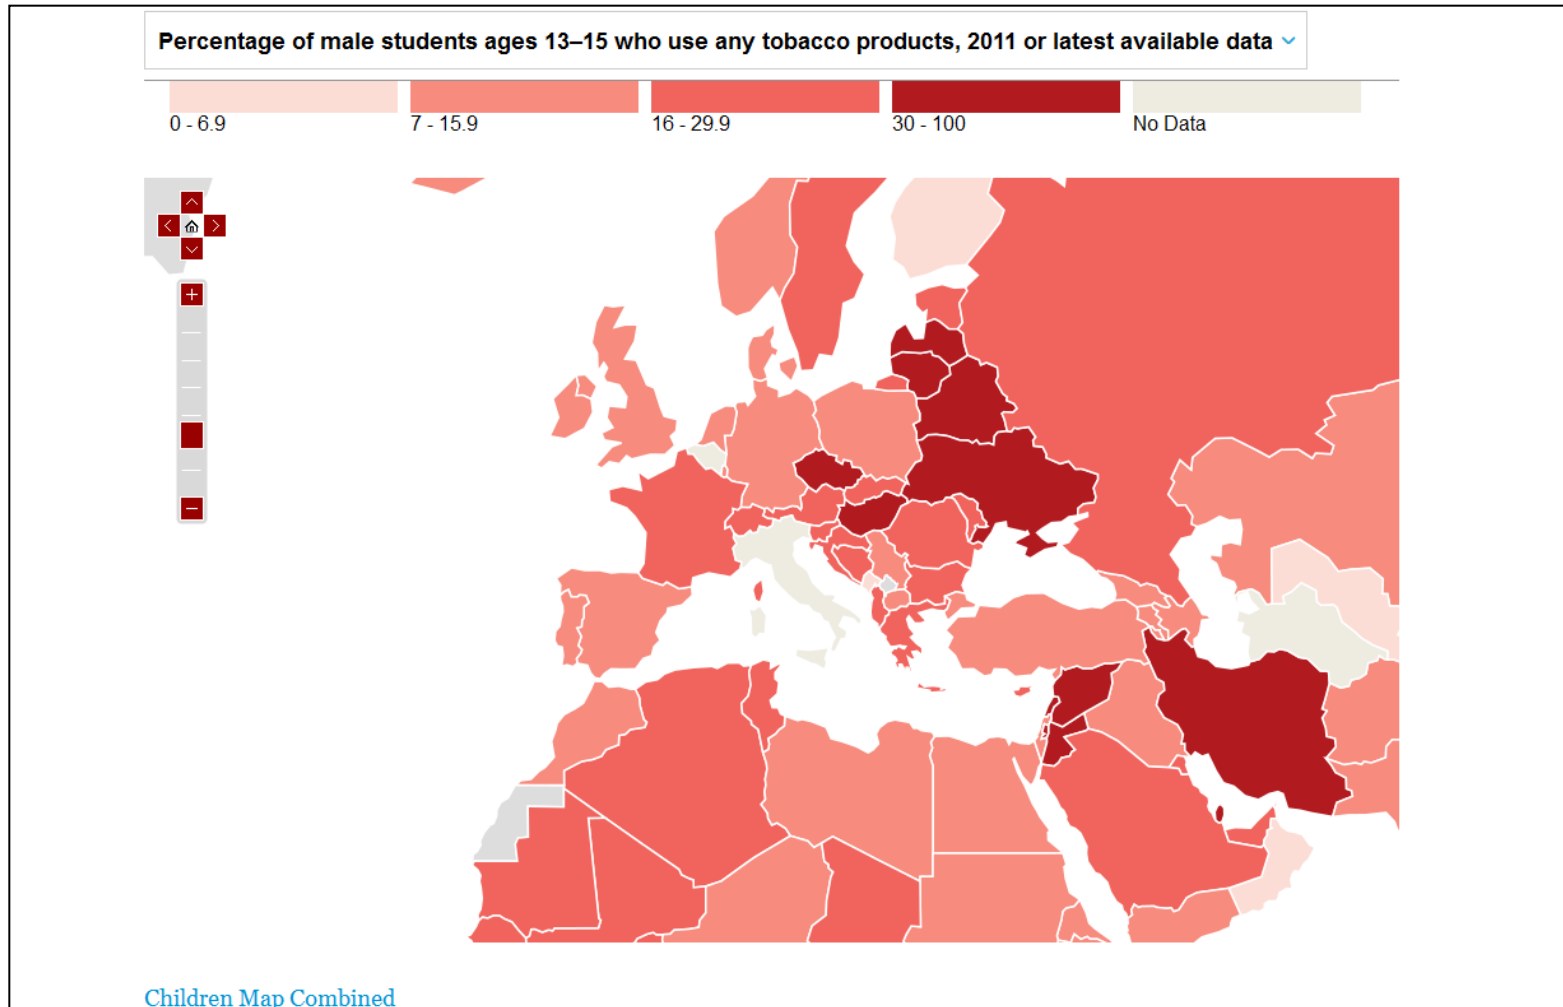 Percentage of male students ages 13–15 who use any tobacco products, 2011 or latest available data
0 - 6.9
7 - 15.9
16 - 29.9
30 - 100
No Data
Children Map Combined